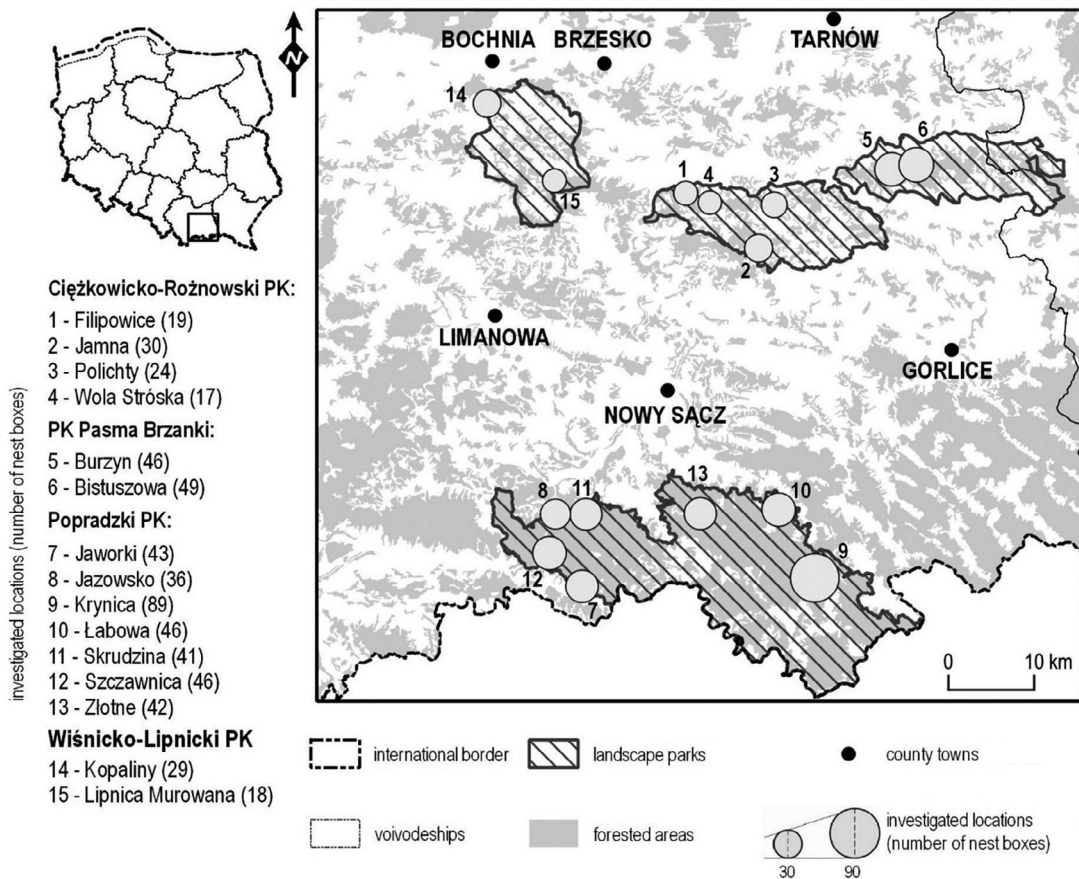 N
BOCHNIA
BRZESKO
TARNÓW
14
15
1
4
3
2
5
6
LIMANOWA
NOWY SĄCZ
GORLICE
8
11
13
10
9
12
7
0 10 km
investigated locations (number of nest boxes)
Ciężkowicko-Rożnowski PK:
1 - Filipowice (19)
2 - Jamna (30)
3 - Polichty (24)
4 - Wola Stróska (17)
PK Pasma Brzanki:
5 - Burzyn (46)
6 - Bistuszowa (49)
Popradzki PK:
7 - Jaworki (43)
8 - Jazowsko (36)
9 - Krynica (89)
10 - Łabowa (46)
11 - Skrudzina (41)
12 - Szczawnica (46)
13 - Złotne (42)
Wiśnicko-Lipnicki PK
14 - Kopaliny (29)
15 - Lipnica Murowana (18)
international border
landscape parks
county towns
voivodeships
forested areas
investigated locations
(number of nest boxes)
30 90